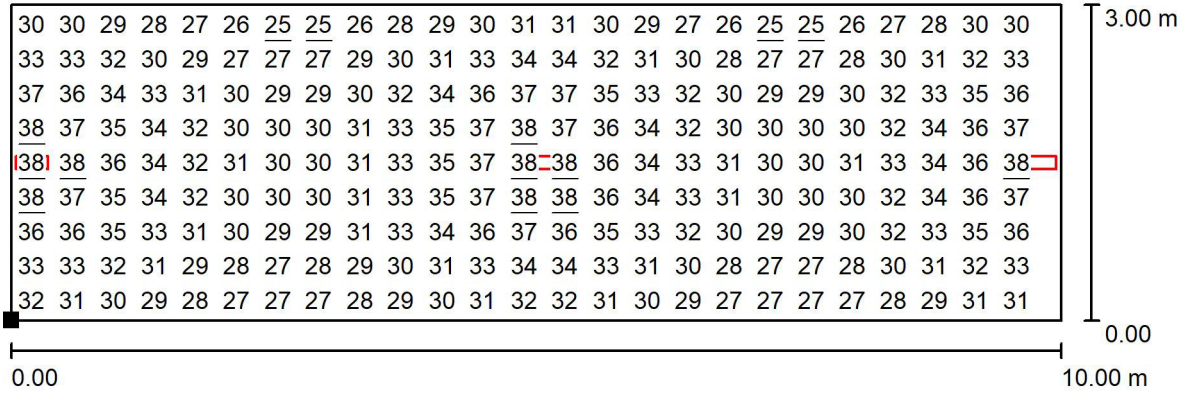 30 30 29 28 27 26 25 25 26 28 29 30 31 31 30 29 27 26 25 25 26 27 28 30 30 3.00 m
33 33 32 30 29 27 27 27 29 30 31 33 34 34 32 31 30 28 27 27 28 30 31 32 33
37 36 34 33 31 30 29 29 30 32 34 36 37 37 35 33 32 30 29 29 30 32 33 35 36
38 37 35 34 32 30 30 30 31 33 35 37 38 37 36 34 32 30 30 30 30 32 34 36 37
38 38 36 34 32 31 30 30 31 33 35 37 38 38 36 34 33 31 30 30 31 33 34 36 38
38 37 35 34 32 30 30 30 31 33 35 37 38 38 36 34 33 31 30 30 30 32 34 36 37
36 36 35 33 31 30 29 29 31 33 34 36 37 36 35 33 32 30 29 29 30 32 33 35 36
33 33 32 31 29 28 27 28 29 30 31 33 34 34 33 31 30 28 27 27 28 30 31 32 33
32 31 30 29 28 27 27 27 28 29 30 31 32 32 31 30 29 27 27 27 27 28 29 31 31
0.00
0.00 10.00 m